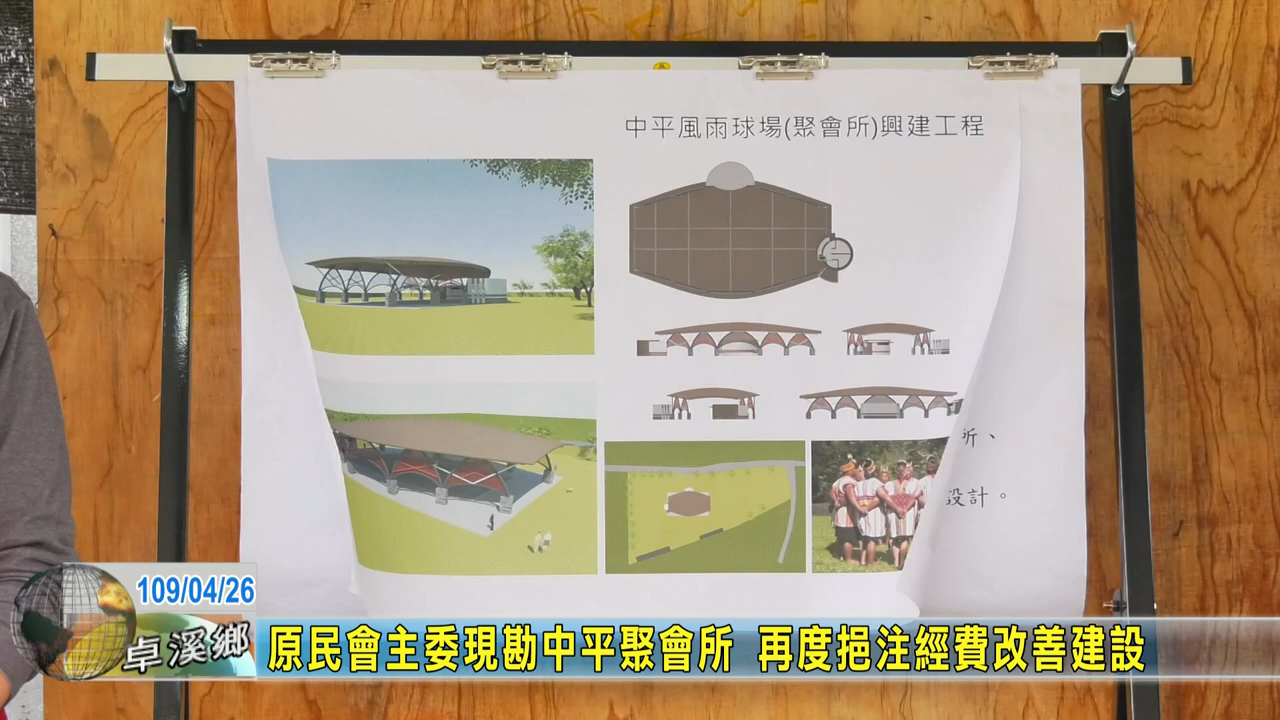 中平風雨球場(聚會所)興建工程
所、
設計。
109/04/26
卓溪鄉
原民會主委現勘中平聚會所 再度挹注經費改善建設